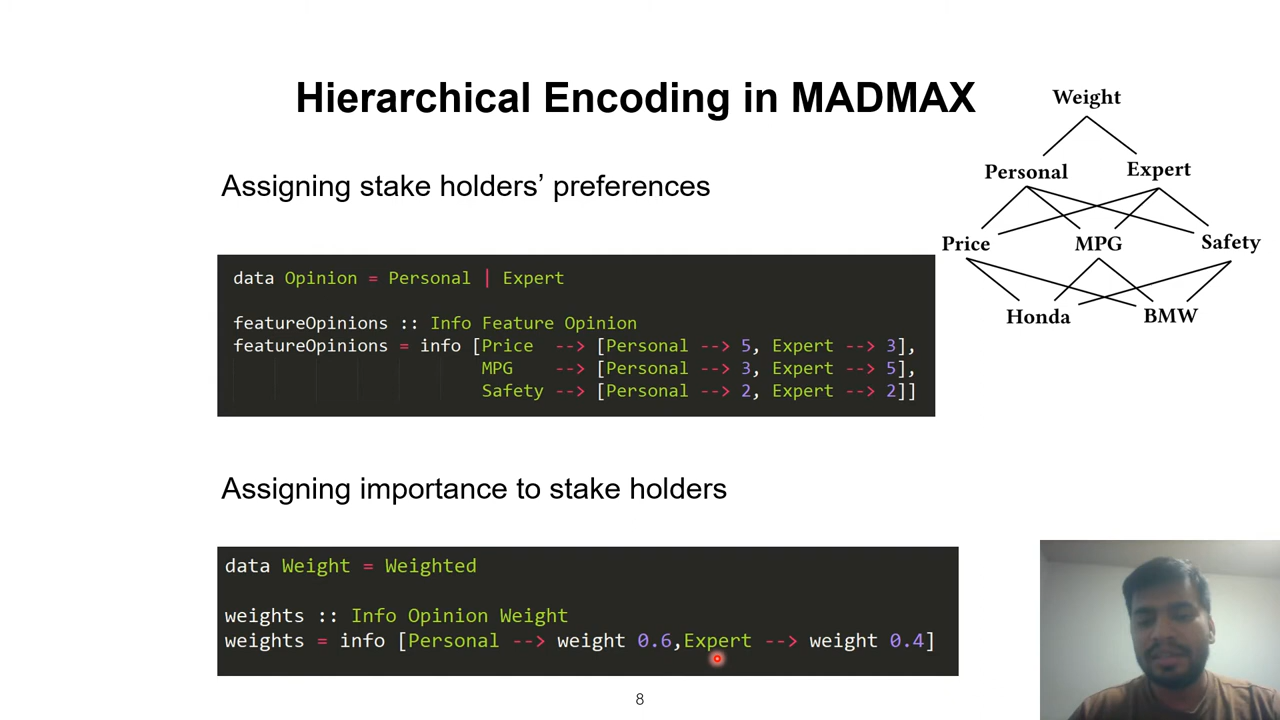 Hierarchical Encoding in MADMAX
Assigning stake holders’ preferences
data Opinion = Personal | Expert
featureOpinions :: Info Feature Opinion
featureOpinions = info [Price --> [Personal --> 5, Expert --> 3],
MPG --> [Personal --> 3, Expert --> 5],
Safety --> [Personal --> 2, Expert --> 2]]
Assigning importance to stake holders
data Weight = Weighted
weights :: Info Opinion Weight
weights = info [Personal --> weight 0.6,Expert --> weight 0.4]
Weight
Personal Expert
Price MPG Safety
Honda BMW
8